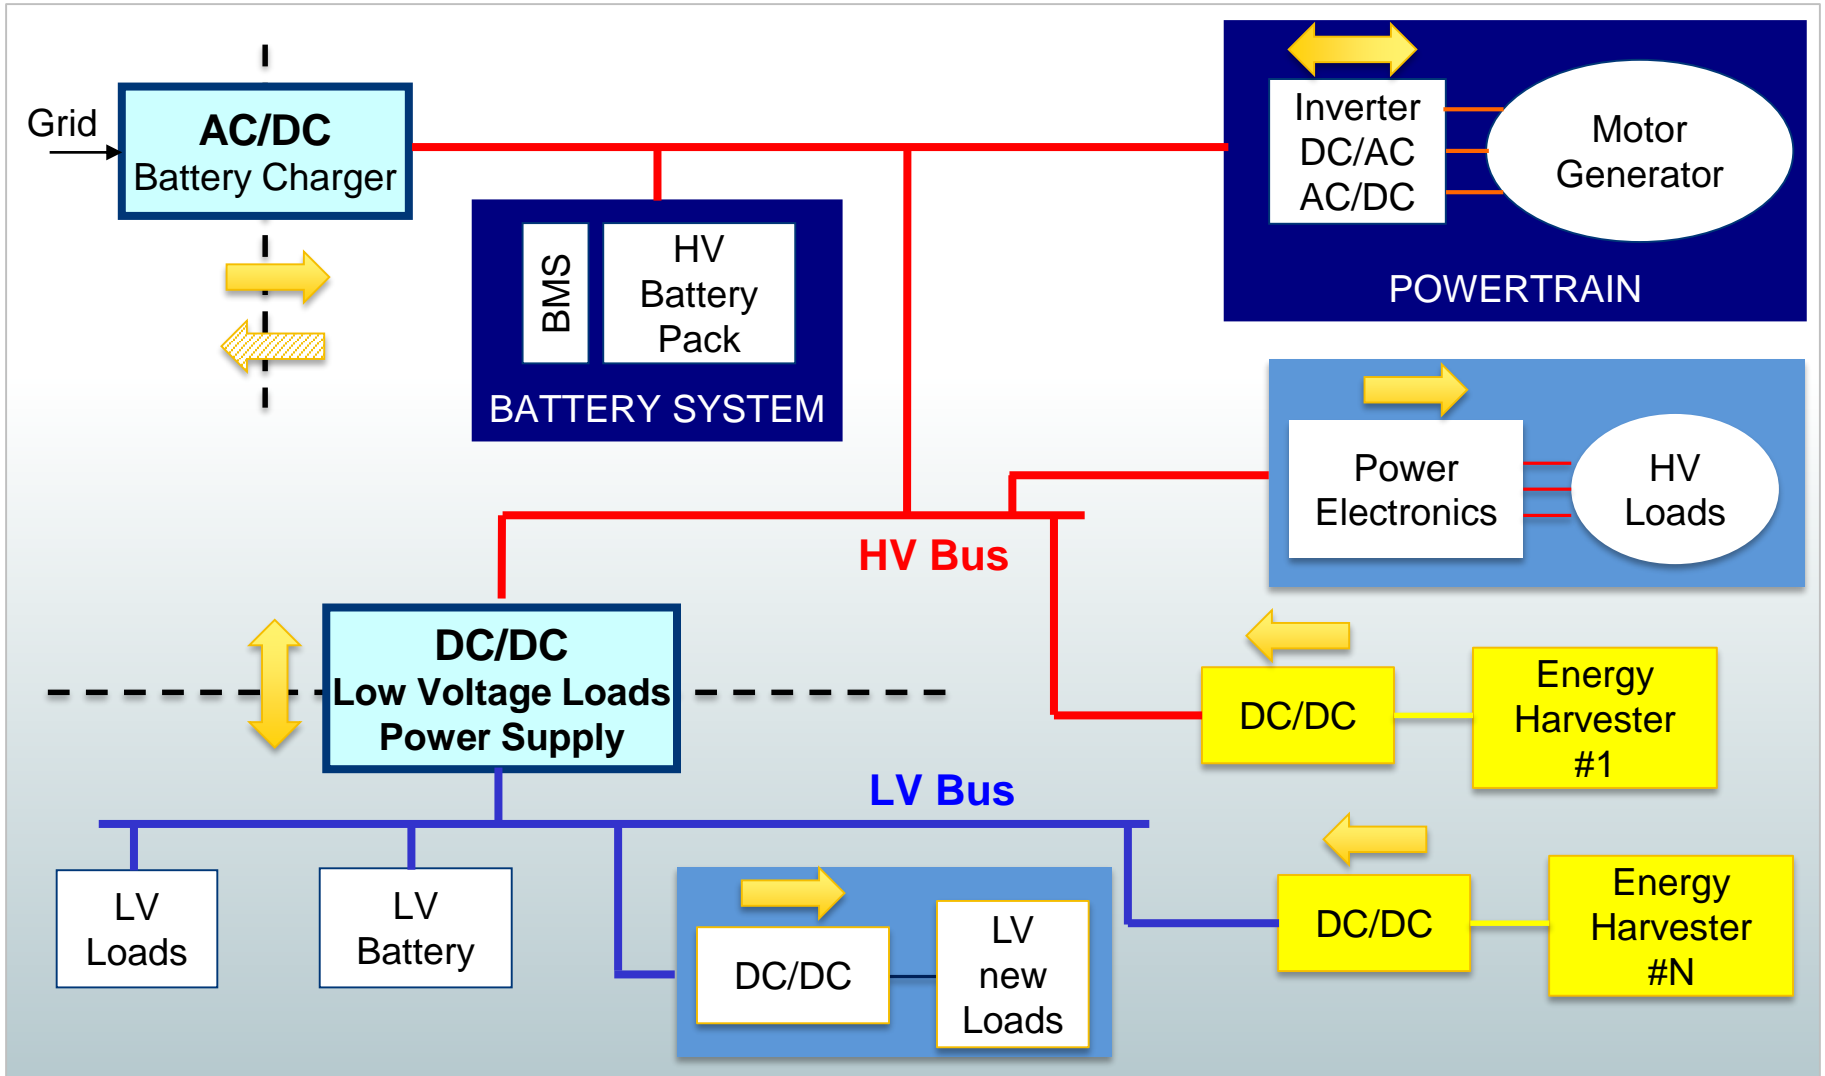 Grid
AC/DC
Battery Charger
BMS
HV
Battery
Pack
BATTERY SYSTEM
Inverter
DC/AC
AC/DC
Motor
Generator
POWERTRAIN
Power
Electronics
HV
Loads
HV Bus
DC/DC
Low Voltage Loads
Power Supply
DC/DC
Energy
Harvester
#1
LV Bus
LV
Loads
LV
Battery
DC/DC
LV
new
Loads
DC/DC
Energy
Harvester
#N